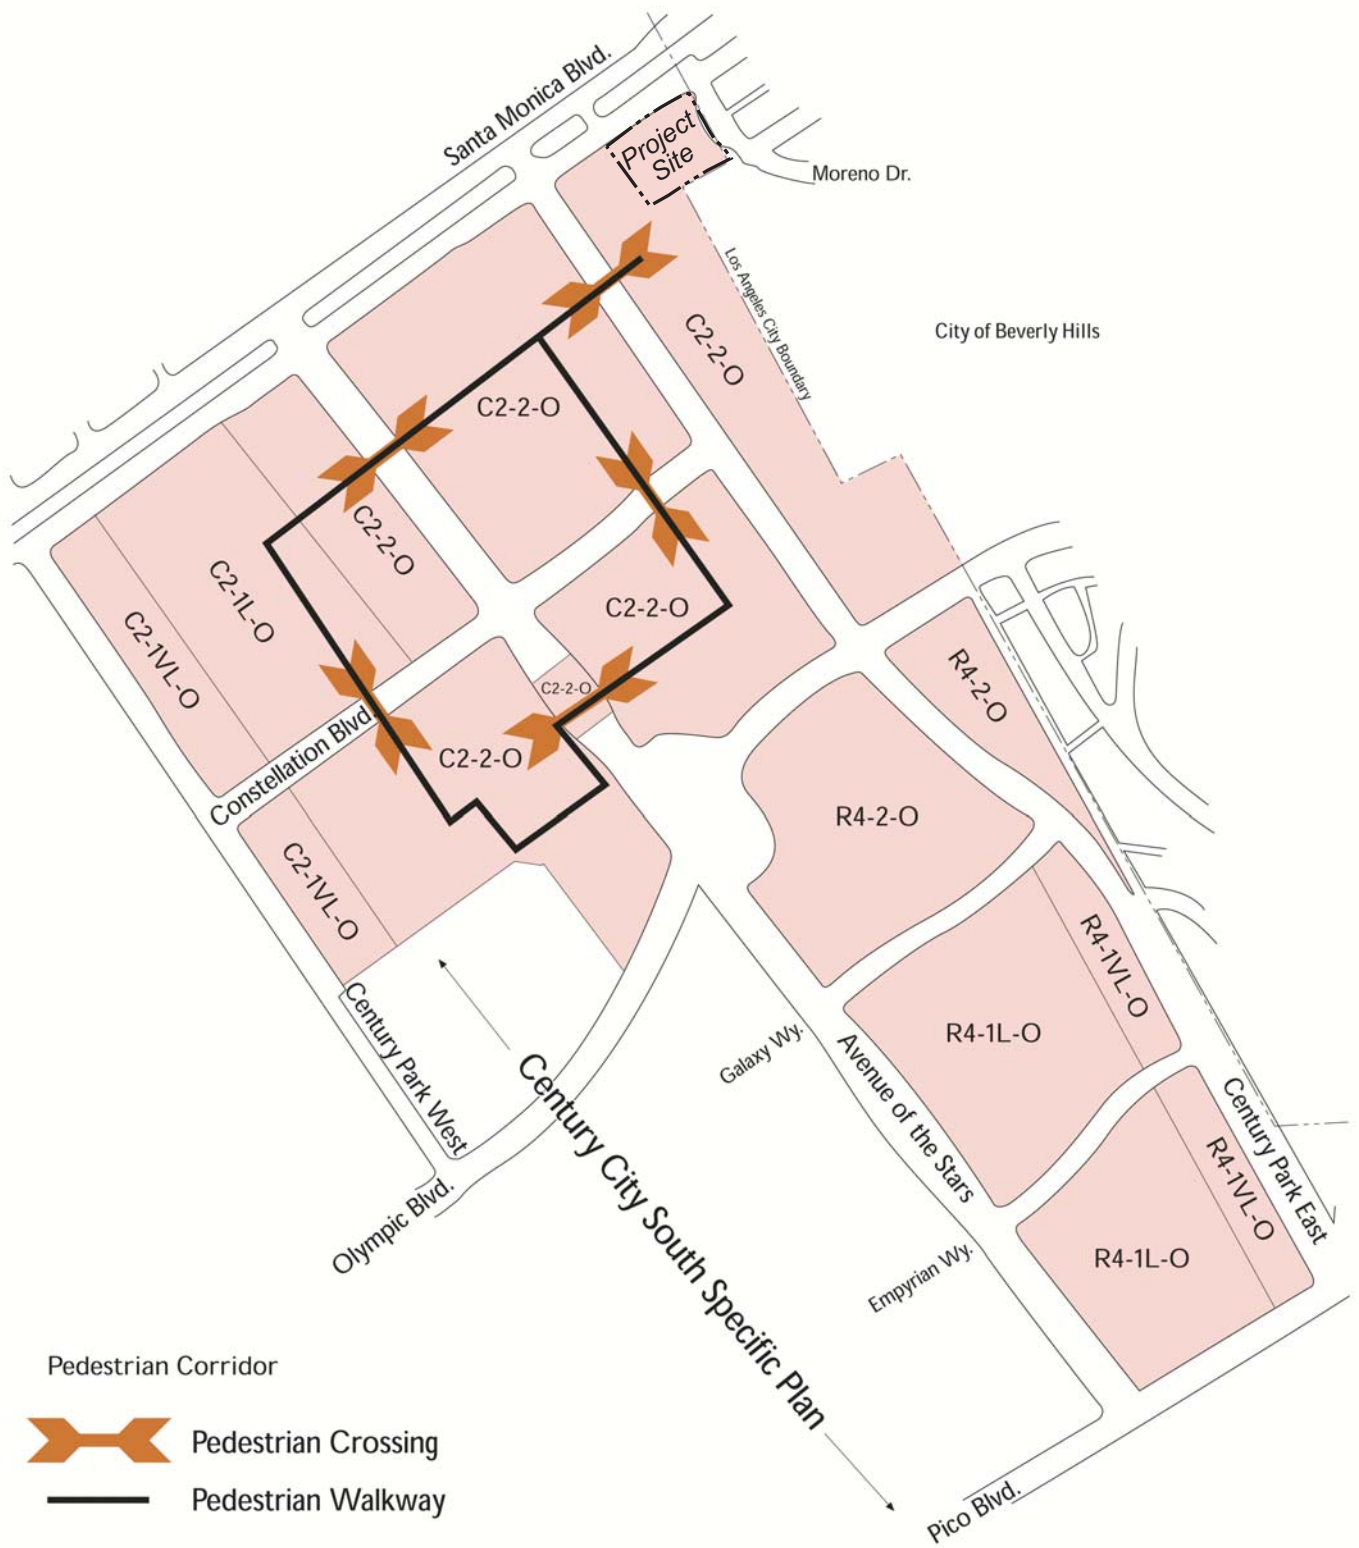 Santa Monica Blvd.
Project
Site
Moreno Dr.
Los Angeles City Boundary
City of Beverly Hills
C2-2-O
C2-2-O
C2-2-O
C2-1L-O
C2-1VL-O
C2-2-O
C2-2-O
R4-2-O
Constellation Blvd.
C2-2-O
R4-2-O
C2-1VL-O
R4-1VL-O
Century Park West
R4-1L-O
Galaxy Wy.
Avenue of the Stars
Century City South Specific Plan
Century Park East
R4-1VL-O
Olympic Blvd.
Empyrian Wy.
R4-1L-O
Pico Blvd.
Pedestrian Corridor
Pedestrian Crossing
Pedestrian Walkway